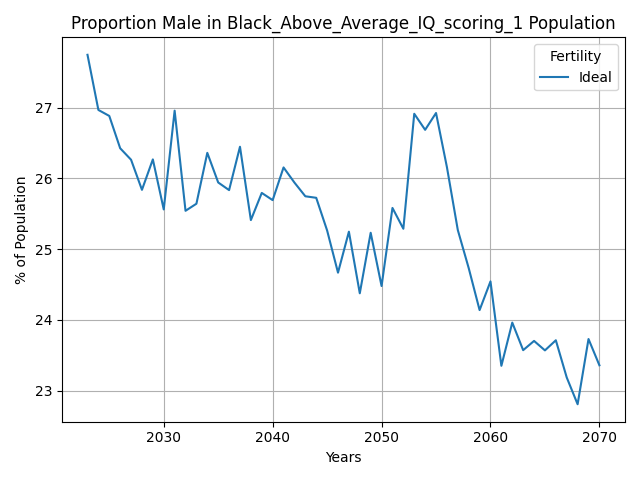 Proportion Male in Black_Above_Average_IQ_scoring_1 Population
Fertility
Ideal
% of Population
27
26
25
24
23
2030 2040 2050 2060 2070
Years